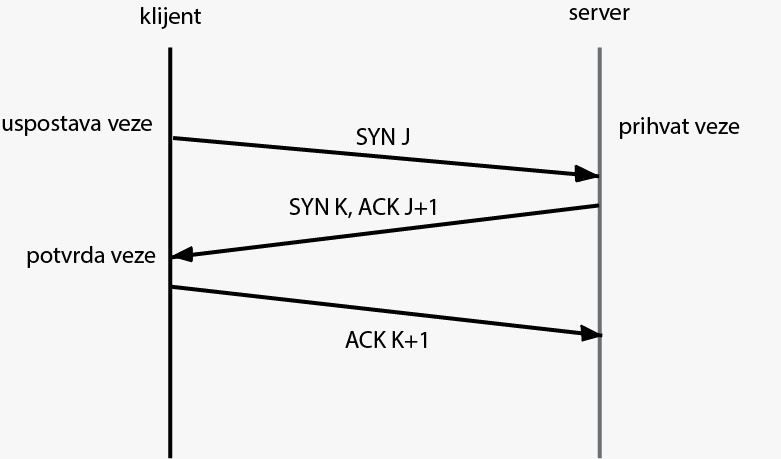 klijent
server
uspostava veze
prihvat veze
SYN J
SYN K, ACK J+1
potvrda veze
ACK K+1